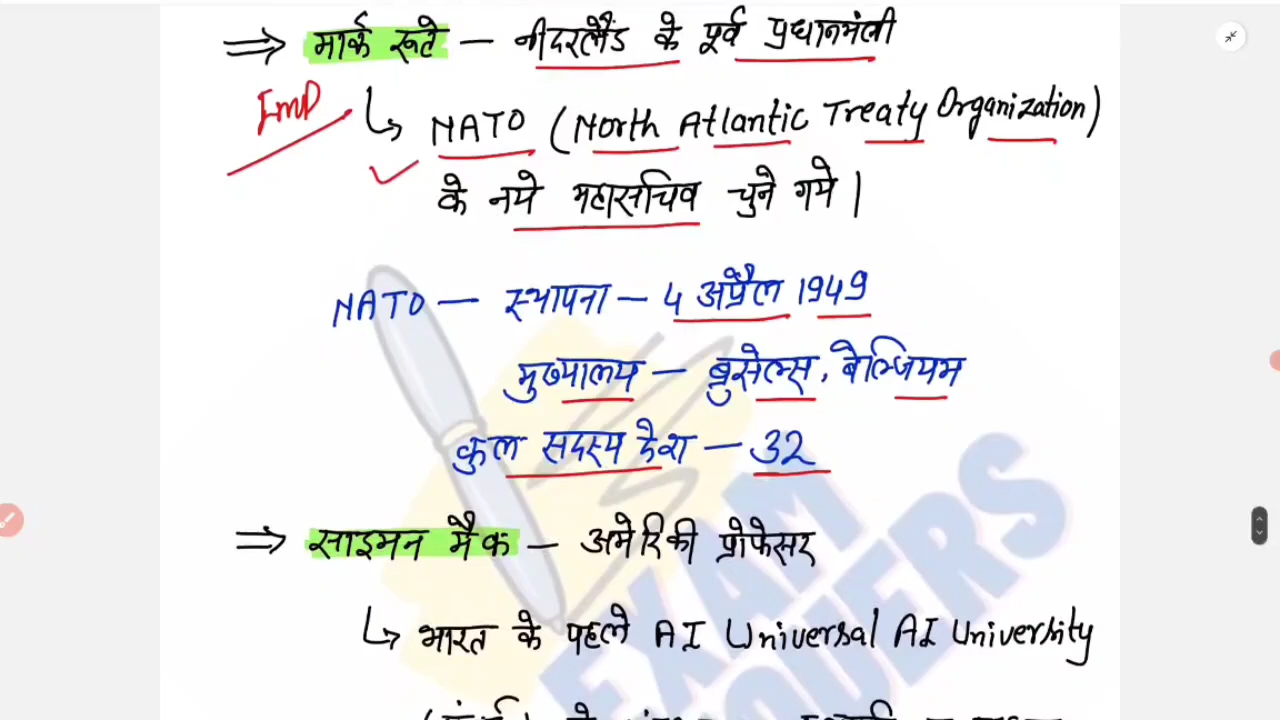 ⇒ मार्क रूते – नीदरलैंड के पूर्व प्रधानमंत्री
Imp ↳ NATO (North Atlantic Treaty Organization)
के नये महासचिव चुने गये।
NATO – स्थापना – 4 अप्रैल 1949
मुख्यालय – ब्रुसेल्स, बेल्जियम
कुल सदस्य देश – 32
⇒ साइमन मैक – अमेरिकी प्रोफेसर
↳ भारत के पहले AI Universal AI University
EXAM